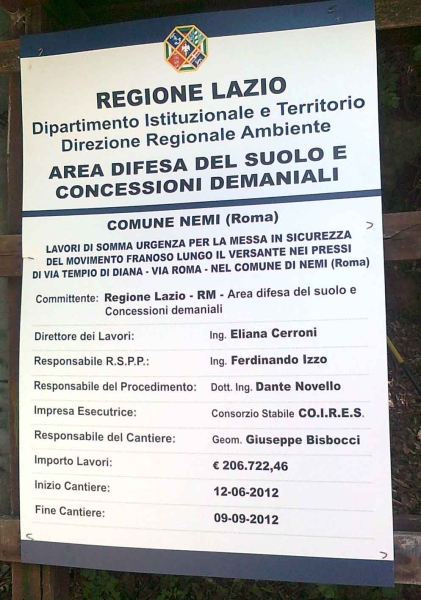 REGIONE LAZIO
Dipartimento Istituzionale e Territorio
Direzione Regionale Ambiente
AREA DIFESA DEL SUOLO E
CONCESSIONI DEMANIALI
COMUNE NEMI (Roma)
LAVORI DI SOMMA URGENZA PER LA MESSA IN SICUREZZA
DEL MOVIMENTO FRANOSO LUNGO IL VERSANTE NEI PRESSI
DI VIA TEMPIO DI DIANA - VIA ROMA - NEL COMUNE DI NEMI (Roma)
Committente: Regione Lazio - RM - Area difesa del suolo e
Concessioni demaniali
Direttore dei Lavori: Ing. Eliana Cerroni
Responsabile R.S.P.P.: Ing. Ferdinando Izzo
Responsabile del Procedimento: Dott. Ing. Dante Novello
Impresa Esecutrice: Consorzio Stabile CO.I.R.E.S.
Responsabile del Cantiere: Geom. Giuseppe Bisbocci
Importo Lavori: € 206.722,46
Inizio Cantiere: 12-06-2012
Fine Cantiere: 09-09-2012